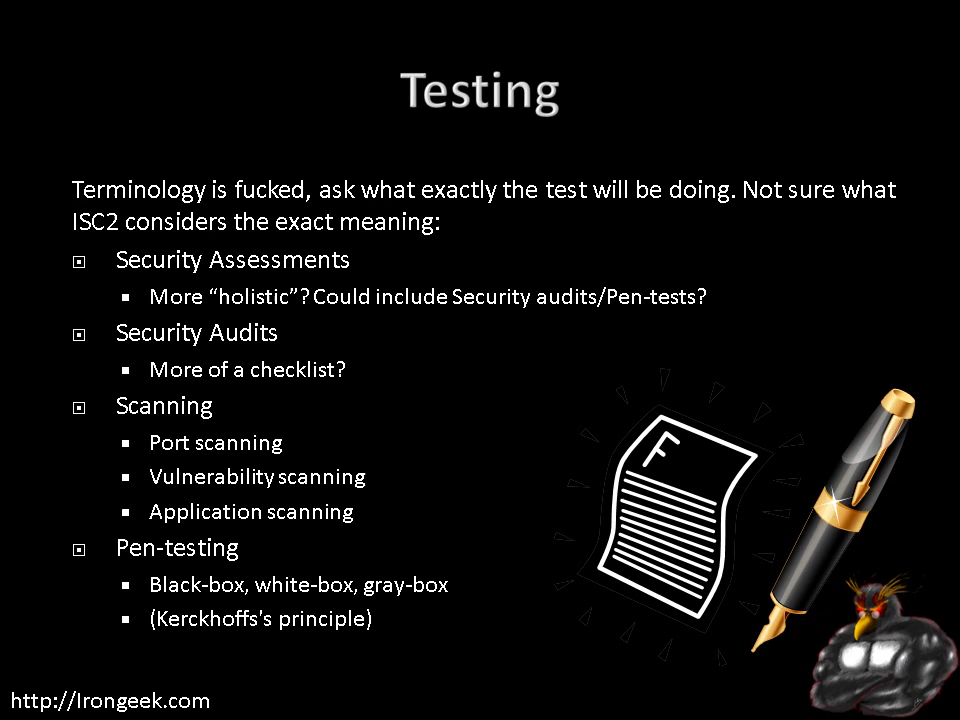 Testing
Terminology is fucked, ask what exactly the test will be doing. Not sure what
ISC2 considers the exact meaning:
Security Assessments
More “holistic”? Could include Security audits/Pen-tests?
Security Audits
More of a checklist?
Scanning
Port scanning
Vulnerability scanning
Application scanning
Pen-testing
Black-box, white-box, gray-box
(Kerckhoffs's principle)
F
http://Irongeek.com